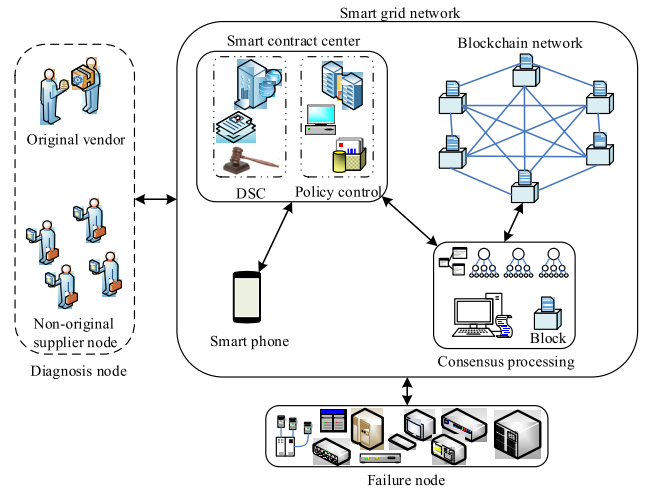 Smart grid network
Smart contract center
Blockchain network
Original vendor
DSC
Policy control
Non-original
supplier node
Diagnosis node
Smart phone
Block
Consensus processing
Failure node